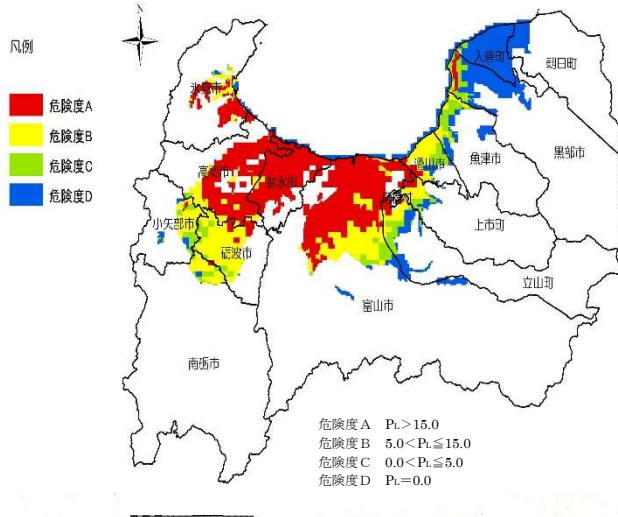 凡例
危険度A
危険度B
危険度C
危険度D
入善町
朝日町
氷見市
黒部市
魚津市
滑川市
高岡市
射水市
舟橋村
上市町
小矢部市
砺波市
立山町
富山市
南砺市
危険度A PL>15.0
危険度B 5.0<PL≦15.0
危険度C 0.0<PL≦5.0
危険度D PL=0.0